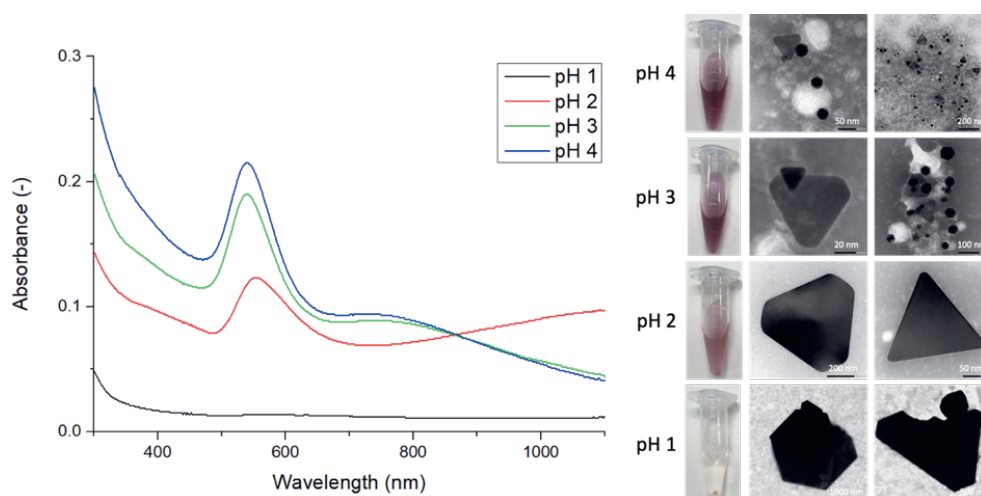 0.3
0.2
0.1
0.0
Absorbance (-)
400
600
800
1000
Wavelength (nm)
pH 1
pH 2
pH 3
pH 4
pH 4
50 nm
200 nm
pH 3
20 nm
100 nm
pH 2
200 nm
50 nm
pH 1
1000 nm